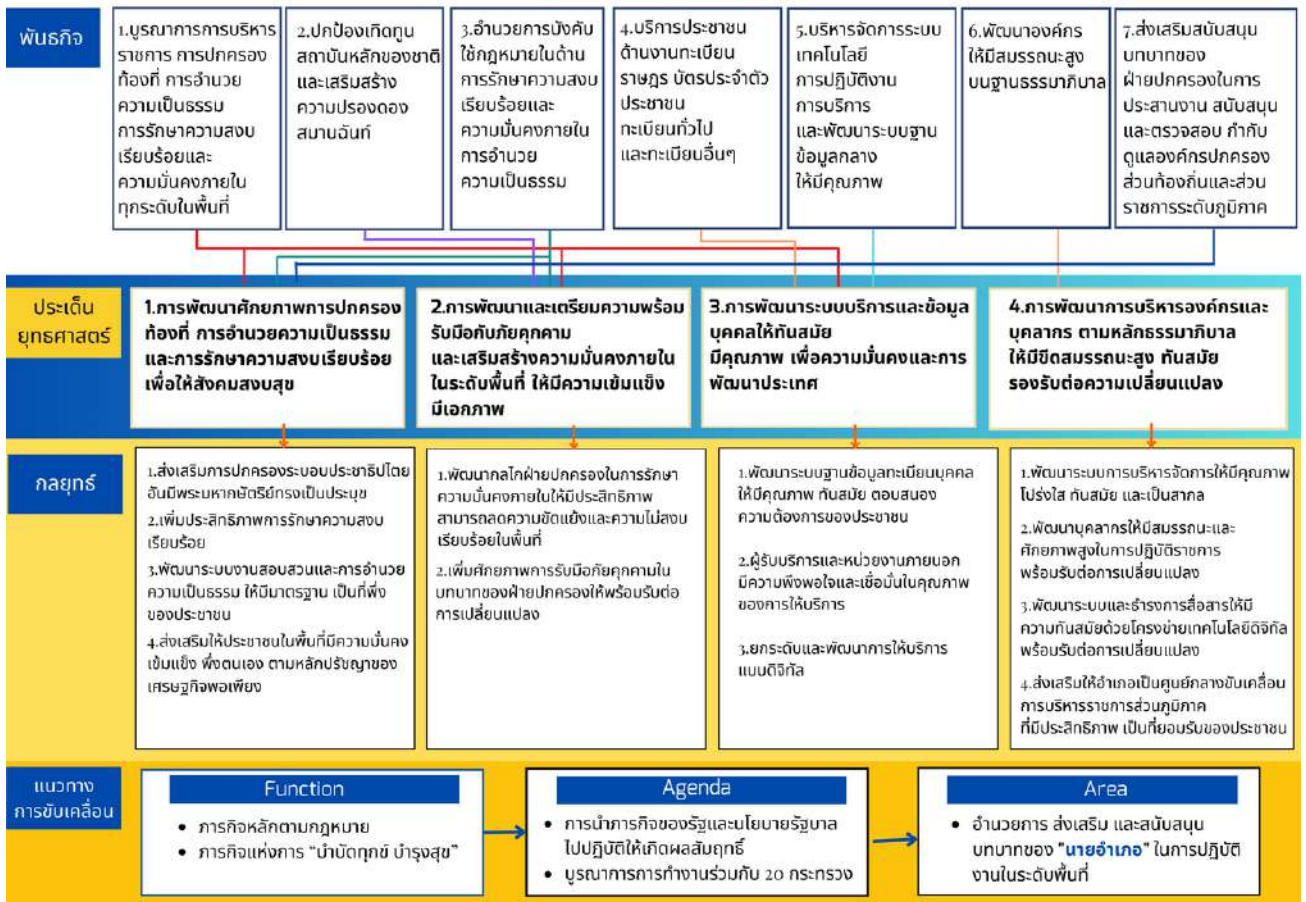 พันธกิจ
1.บูรณาการการบริหาร
ราชการ การปกครอง
ท้องที่ การอำนวย
ความเป็นธรรม
การรักษาความสงบ
เรียบร้อยและ
ความมั่นคงภายใน
ทุกระดับในพื้นที่
2.ปกป้องเทิดทูน
สถาบันหลักของชาติ
และเสริมสร้าง
ความปรองดอง
สมานฉันท์
3.อำนวยการบังคับ
ใช้กฎหมายในด้าน
การรักษาความสงบ
เรียบร้อยและ
ความมั่นคงภายใน
การอำนวย
ความเป็นธรรม
4.บริการประชาชน
ด้านงานทะเบียน
ราษฎร บัตรประจำตัว
ประชาชน
ทะเบียนทั่วไป
และทะเบียนอื่นๆ
5.บริหารจัดการระบบ
เทคโนโลยี
การปฏิบัติงาน
การบริการ
และพัฒนาระบบฐาน
ข้อมูลกลาง
ให้มีคุณภาพ
6.พัฒนาองค์กร
ให้มีสมรรถนะสูง
บนฐานธรรมาภิบาล
7.ส่งเสริมสนับสนุน
บทบาทของ
ฝ่ายปกครองในการ
ประสานงาน สนับสนุน
และตรวจสอบ กำกับ
ดูแลองค์กรปกครอง
ส่วนท้องถิ่นและส่วน
ราชการระดับภูมิภาค
ประเด็น
ยุทธศาสตร์
1.การพัฒนาศักยภาพการปกครอง
ท้องที่ การอำนวยความเป็นธรรม
และการรักษาความสงบเรียบร้อย
เพื่อให้สังคมสงบสุข
2.การพัฒนาและเตรียมความพร้อม
รับมือกับภัยคุกคาม
และเสริมสร้างความมั่นคงภายใน
ในระดับพื้นที่ ให้มีความเข้มแข็ง
มีเอกภาพ
3.การพัฒนาระบบบริการและข้อมูล
บุคคลให้ทันสมัย
มีคุณภาพ เพื่อความมั่นคงและการ
พัฒนาประเทศ
4.การพัฒนาการบริหารองค์กรและ
บุคลากร ตามหลักธรรมาภิบาล
ให้มีขีดสมรรถนะสูง ทันสมัย
รองรับต่อความเปลี่ยนแปลง
กลยุทธ์
1.ส่งเสริมการปกครองระบอบประชาธิปไตย
อันมีพระมหากษัตริย์ทรงเป็นประมุข
2.เพิ่มประสิทธิภาพการรักษาความสงบ
เรียบร้อย
3.พัฒนาระบบงานสอบสวนและการอำนวย
ความเป็นธรรม ให้มีมาตรฐาน เป็นที่พึ่ง
ของประชาชน
4.ส่งเสริมให้ประชาชนในพื้นที่มีความมั่นคง
เข้มแข็ง พึ่งตนเอง ตามหลักปรัชญาของ
เศรษฐกิจพอเพียง
1.พัฒนากลไกฝ่ายปกครองในการรักษา
ความมั่นคงภายในให้มีประสิทธิภาพ
สามารถลดความขัดแย้งและความไม่สงบ
เรียบร้อยในพื้นที่
2.เพิ่มศักยภาพการรับมือภัยคุกคามใน
บทบาทของฝ่ายปกครองให้พร้อมรับต่อ
การเปลี่ยนแปลง
1.พัฒนาระบบฐานข้อมูลทะเบียนบุคคล
ให้มีคุณภาพ ทันสมัย ตอบสนอง
ความต้องการของประชาชน
2.ผู้รับบริการและหน่วยงานภายนอก
มีความพึงพอใจและเชื่อมั่นในคุณภาพ
ของการให้บริการ
3.ยกระดับและพัฒนาการให้บริการ
แบบดิจิทัล
1.พัฒนาระบบการบริหารจัดการให้มีคุณภาพ
โปร่งใส ทันสมัย และเป็นสากล
2.พัฒนาบุคลากรให้มีสมรรถนะและ
ศักยภาพสูงในการปฏิบัติราชการ
พร้อมรับต่อการเปลี่ยนแปลง
3.พัฒนาระบบและธำรงการสื่อสารให้มี
ความทันสมัยด้วยโครงข่ายเทคโนโลยีดิจิทัล
พร้อมรับต่อการเปลี่ยนแปลง
4.ส่งเสริมให้อำเภอเป็นศูนย์กลางขับเคลื่อน
การบริหารราชการส่วนภูมิภาค
ที่มีประสิทธิภาพ เป็นที่ยอมรับของประชาชน
แนวทาง
การขับเคลื่อน
Function
• ภารกิจหลักตามกฎหมาย
• ภารกิจแห่งการ "บำบัดทุกข์ บำรุงสุข"
Agenda
• การนำภารกิจของรัฐและนโยบายรัฐบาล
ไปปฏิบัติให้เกิดผลสัมฤทธิ์
• บูรณาการการทำงานร่วมกับ 20 กระทรวง
Area
• อำนวยการ ส่งเสริม และสนับสนุน
บทบาทของ "นายอำเภอ" ในการปฏิบัติ
งานในระดับพื้นที่